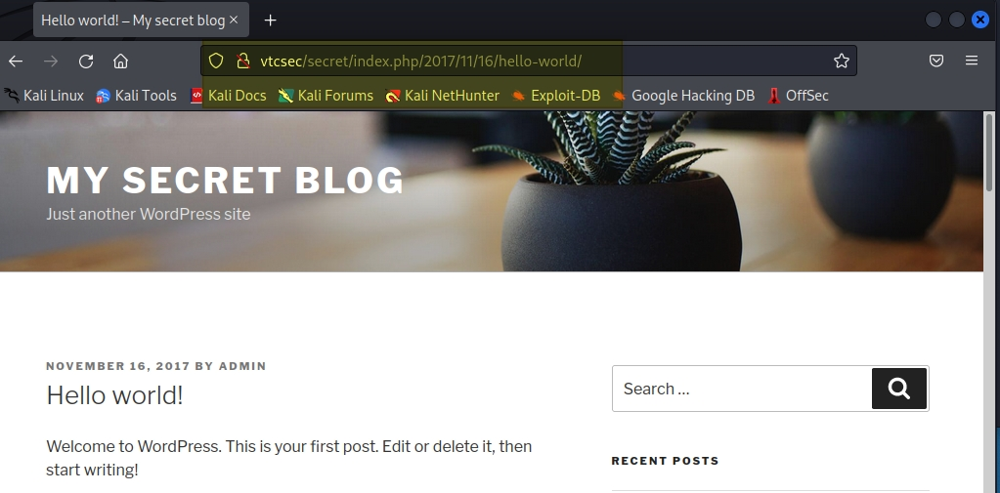 Hello world! – My secret blog
vtcsec/secret/index.php/2017/11/16/hello-world/
Kali Linux Kali Tools Kali Docs Kali Forums Kali NetHunter Exploit-DB Google Hacking DB OffSec
MY SECRET BLOG
Just another WordPress site
NOVEMBER 16, 2017 BY ADMIN
Hello world!
Welcome to WordPress. This is your first post. Edit or delete it, then
start writing!
Search …
RECENT POSTS